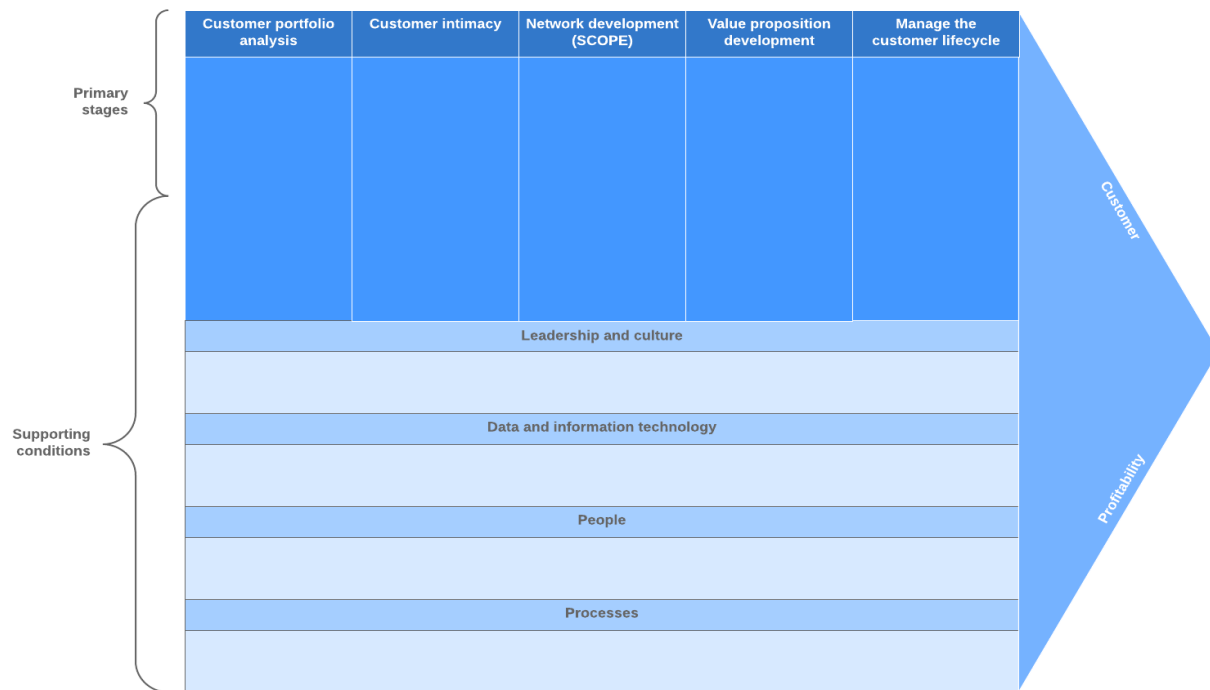 Customer portfolio
analysis
Customer intimacy
Network development
(SCOPE)
Value proposition
development
Manage the
customer lifecycle
Primary
stages
Customer
Leadership and culture
Supporting
conditions
Data and information technology
Profitability
People
Processes